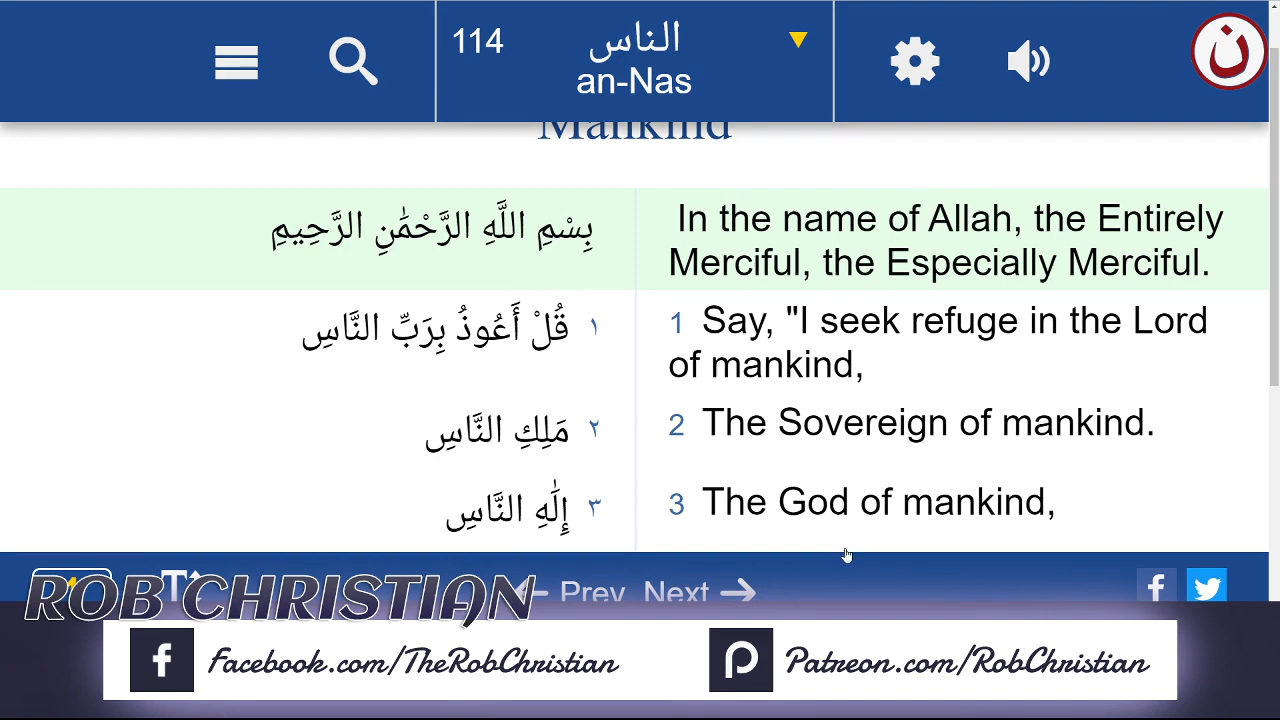 114
الناس
an-Nas
ن
Mankind
بِسْمِ اللَّهِ الرَّحْمَٰنِ الرَّحِيمِ
In the name of Allah, the Entirely
Merciful, the Especially Merciful.
١ قُلْ أَعُوذُ بِرَبِّ النَّاسِ
1 Say, "I seek refuge in the Lord
of mankind,
٢ مَلِكِ النَّاسِ
2 The Sovereign of mankind.
٣ إِلَٰهِ النَّاسِ
3 The God of mankind,
T
← Prev Next →
f
ROB CHRISTIAN
f Facebook.com/TheRobChristian
Patreon.com/RobChristian